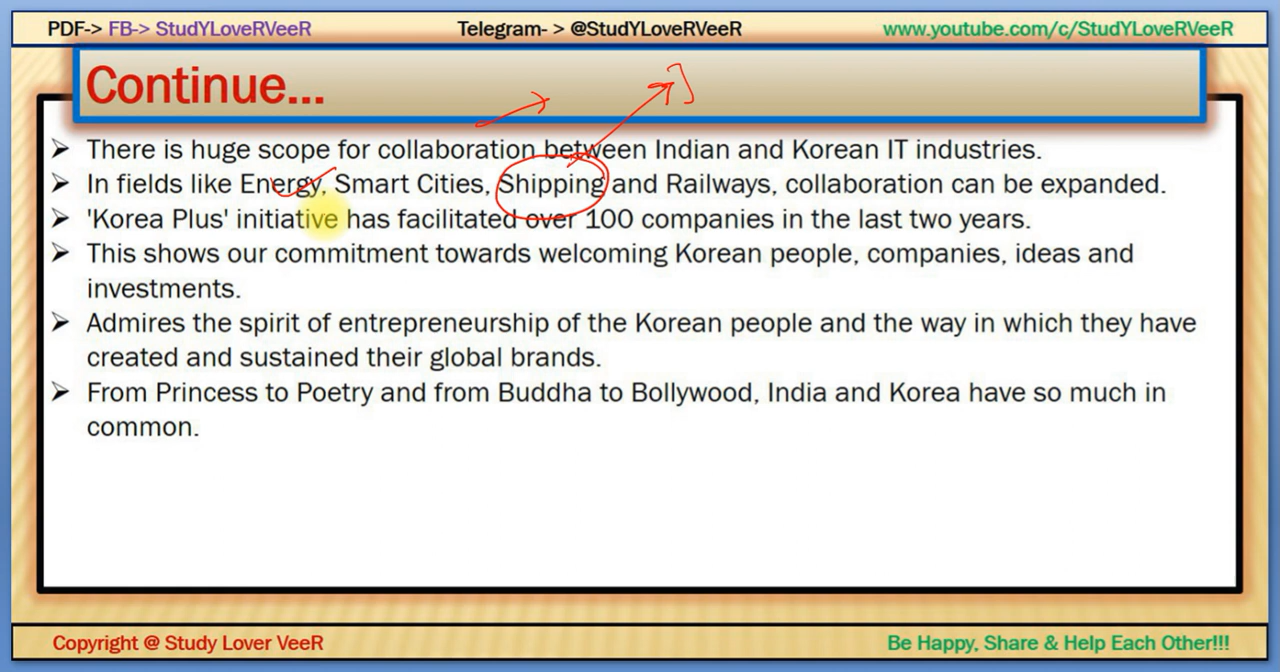 PDF-> FB-> StudYLoveRVeeR Telegram- > @StudYLoveRVeeR www.youtube.com/c/StudYLoveRVeeR
Continue...
➢ There is huge scope for collaboration between Indian and Korean IT industries.
➢ In fields like Energy, Smart Cities, Shipping and Railways, collaboration can be expanded.
➢ 'Korea Plus' initiative has facilitated over 100 companies in the last two years.
➢ This shows our commitment towards welcoming Korean people, companies, ideas and
investments.
➢ Admires the spirit of entrepreneurship of the Korean people and the way in which they have
created and sustained their global brands.
➢ From Princess to Poetry and from Buddha to Bollywood, India and Korea have so much in
common.
Copyright @ Study Lover VeeR Be Happy, Share & Help Each Other!!!